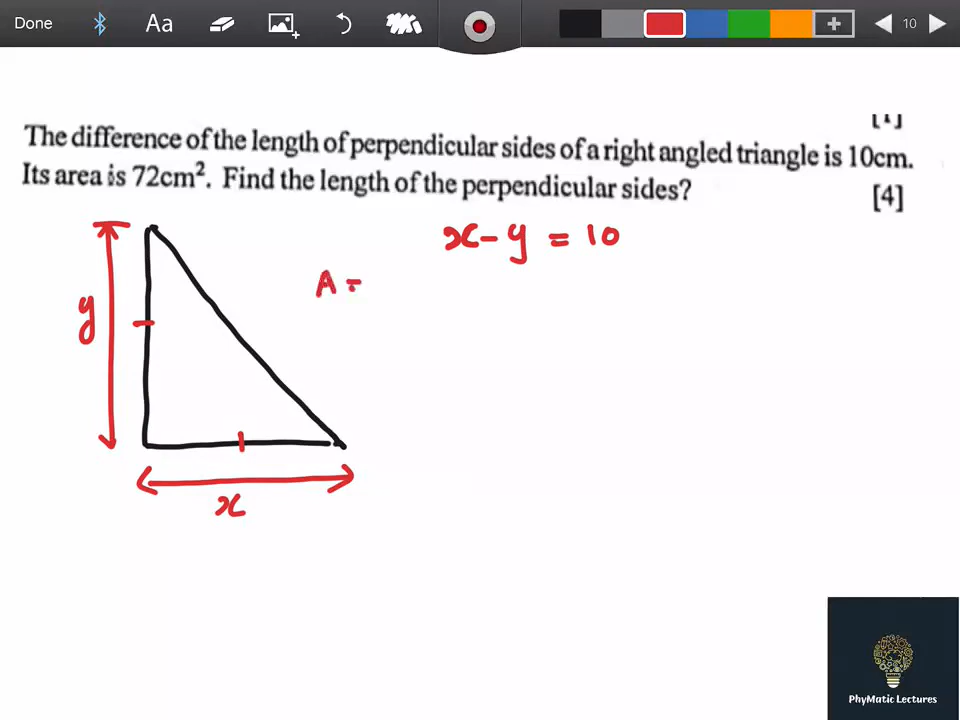 Done Aa 10
[1]
The difference of the length of perpendicular sides of a right angled triangle is 10cm.
Its area is 72cm². Find the length of the perpendicular sides?
[4]
x - y = 10
A =
y
x
PhyMatic Lectures